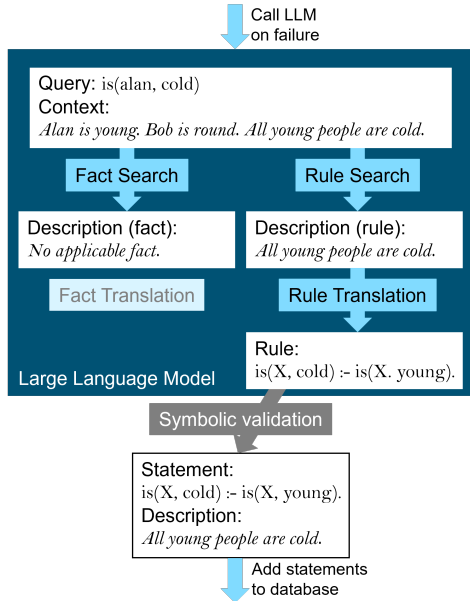 Call LLM
on failure
Query: is(alan, cold)
Context:
Alan is young. Bob is round. All young people are cold.
Fact Search
Rule Search
Description (fact):
No applicable fact.
Description (rule):
All young people are cold.
Fact Translation
Rule Translation
Rule:
is(X, cold) :- is(X. young).
Large Language Model
Symbolic validation
Statement:
is(X, cold) :- is(X, young).
Description:
All young people are cold.
Add statements
to database